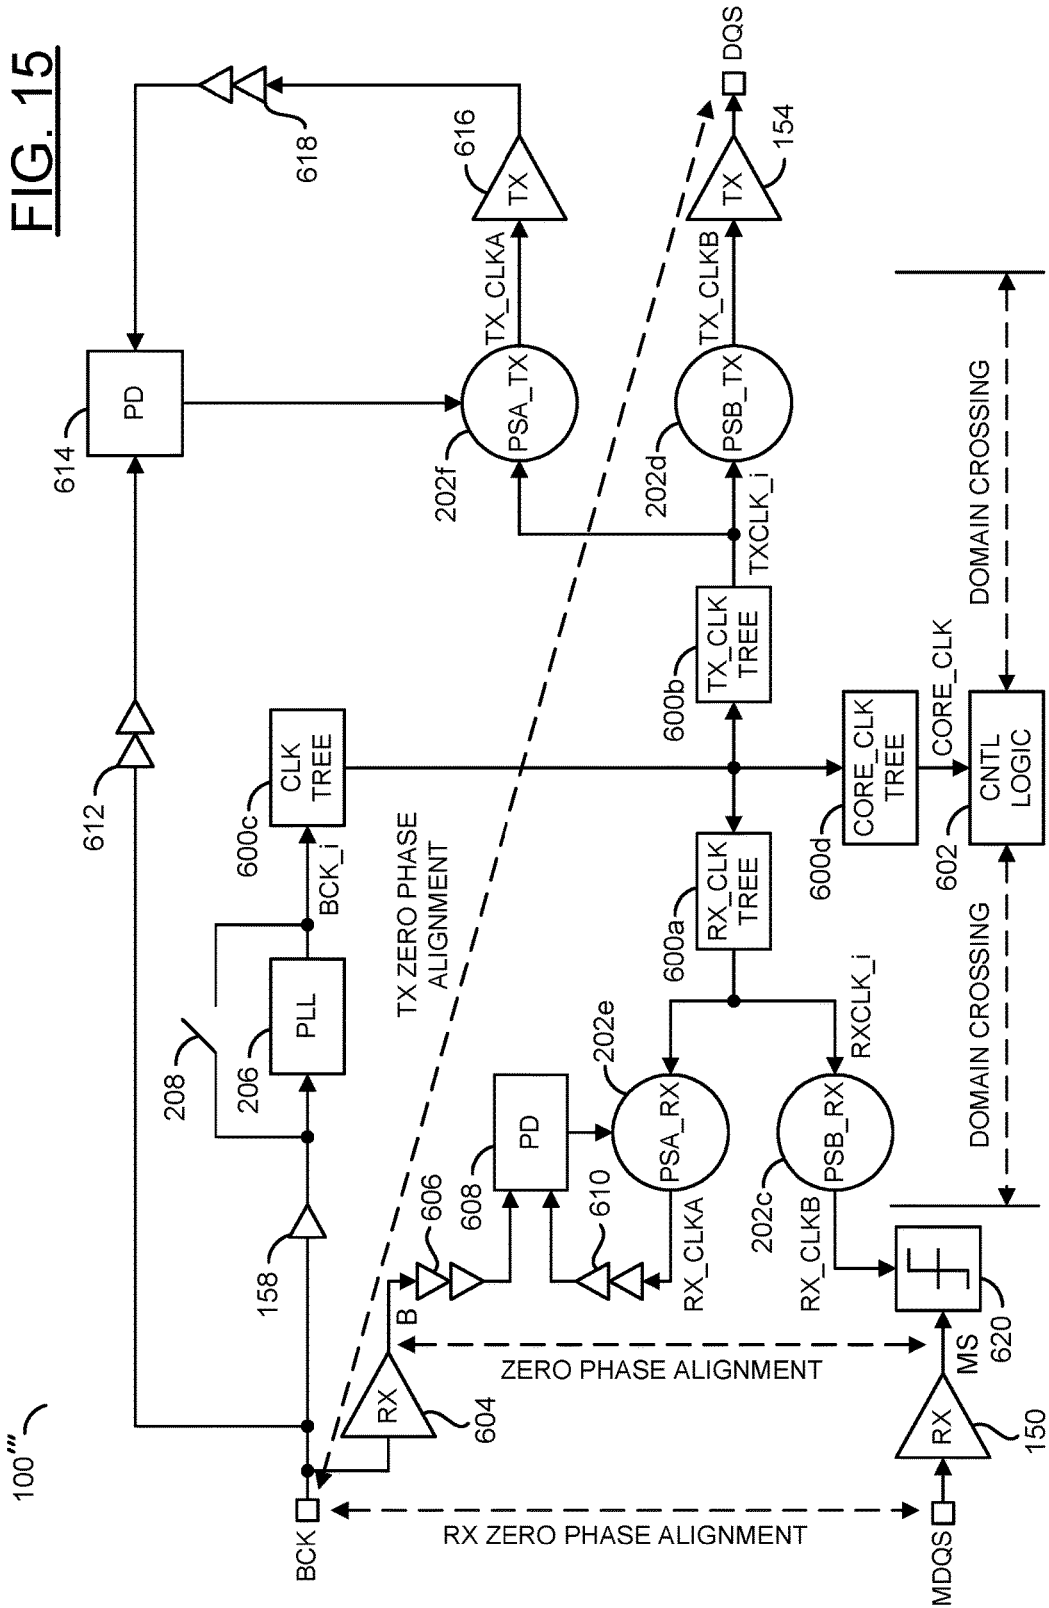 FIG. 15
100'''
BCK
612
614
PD
618
158
208
206
PLL
BCK_i
600c
CLK
TREE
TX ZERO PHASE
ALIGNMENT
616
TX
TX_CLKA
202f
PSA_TX
RX
604
B
606
608
PD
610
202e
PSA_RX
RX_CLKA
600a
RX_CLK
TREE
600b
TX_CLK
TREE
TXCLK_i
202d
PSB_TX
TX_CLKB
TX
154
DQS
RX ZERO PHASE ALIGNMENT
ZERO PHASE ALIGNMENT
RXCLK_i
202c
PSB_RX
RX_CLKB
600d
CORE_CLK
TREE
CORE_CLK
MDQS
RX
150
MS
620
DOMAIN CROSSING
602
CNTL
LOGIC
DOMAIN CROSSING